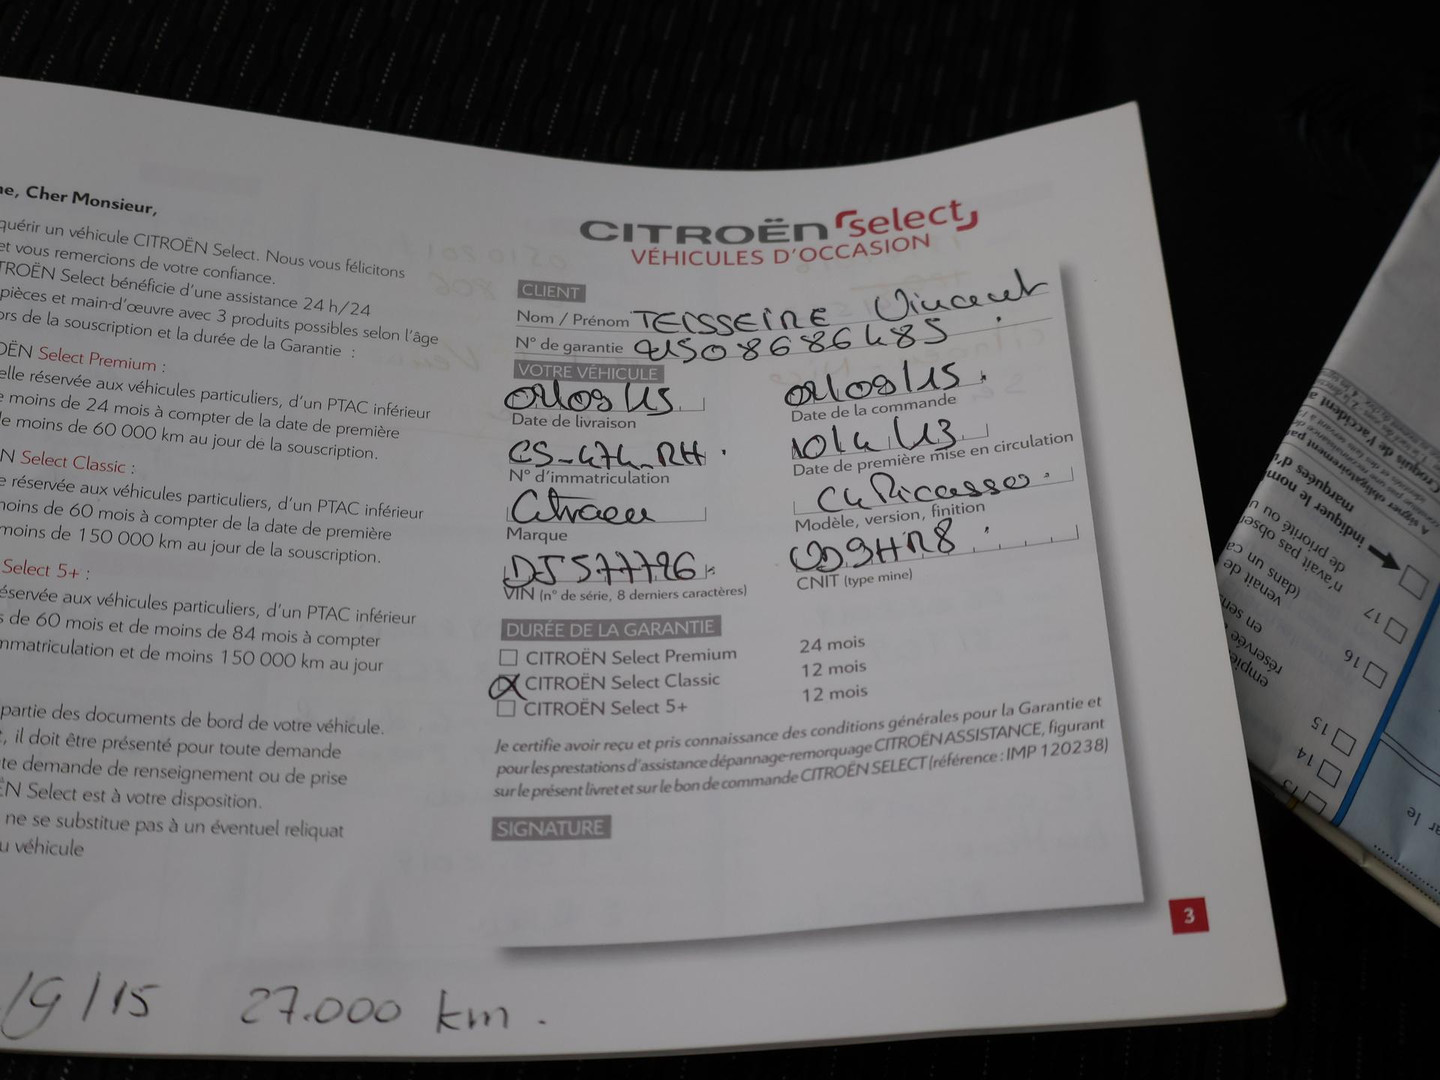 ne, Cher Monsieur,
quérir un véhicule CITROËN Select. Nous vous félicitons
et vous remercions de votre confiance.
TROËN Select bénéficie d'une assistance 24 h/24
pièces et main-d'œuvre avec 3 produits possibles selon l'âge
ors de la souscription et la durée de la Garantie :
OËN Select Premium :
elle réservée aux véhicules particuliers, d'un PTAC inférieur
e moins de 24 mois à compter de la date de première
de moins de 60 000 km au jour de la souscription.
N Select Classic :
e réservée aux véhicules particuliers, d'un PTAC inférieur
moins de 60 mois à compter de la date de première
moins de 150 000 km au jour de la souscription.
Select 5+ :
éservée aux véhicules particuliers, d'un PTAC inférieur
s de 60 mois et de moins de 84 mois à compter
mmatriculation et de moins 150 000 km au jour
partie des documents de bord de votre véhicule.
t, il doit être présenté pour toute demande
te demande de renseignement ou de prise
ËN Select est à votre disposition.
ne se substitue pas à un éventuel reliquat
u véhicule
/9/15 27.000 km.
CITROËN select
VÉHICULES D'OCCASION
CLIENT
Nom / Prénom TEISSEIRE Vincent
N° de garantie
VOTRE VÉHICULE
Date de livraison
Date de la commande
CS-474-RH
N° d'immatriculation
10/4/13
Date de première mise en circulation
Citroen
Marque
C4 Picasso
Modèle, version, finition
DJ577726
VIN (n° de série, 8 derniers caractères)
CNIT (type mine)
DURÉE DE LA GARANTIE
CITROËN Select Premium 24 mois
CITROËN Select Classic 12 mois
CITROËN Select 5+ 12 mois
Je certifie avoir reçu et pris connaissance des conditions générales pour la Garantie et
pour les prestations d'assistance dépannage-remorquage CITROËN ASSISTANCE, figurant
sur le présent livret et sur le bon de commande CITROËN SELECT (référence : IMP 120238)
SIGNATURE
3
17
16
15
14